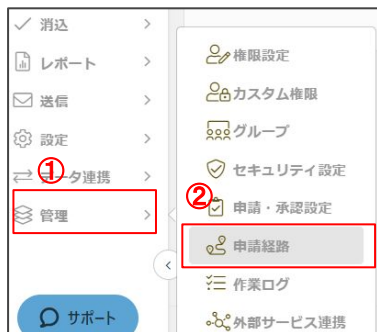 消込
レポート
送信
設定
① データ連携
管理
サポート
権限設定
カスタム権限
グループ
セキュリティ設定
② 申請・承認設定
申請経路
作業ログ
外部サービス連携